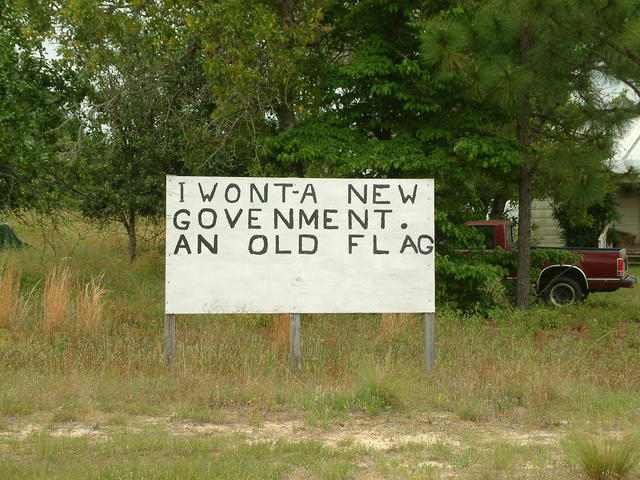 I WONT-A NEW
GOVENMENT.
AN OLD FLAG